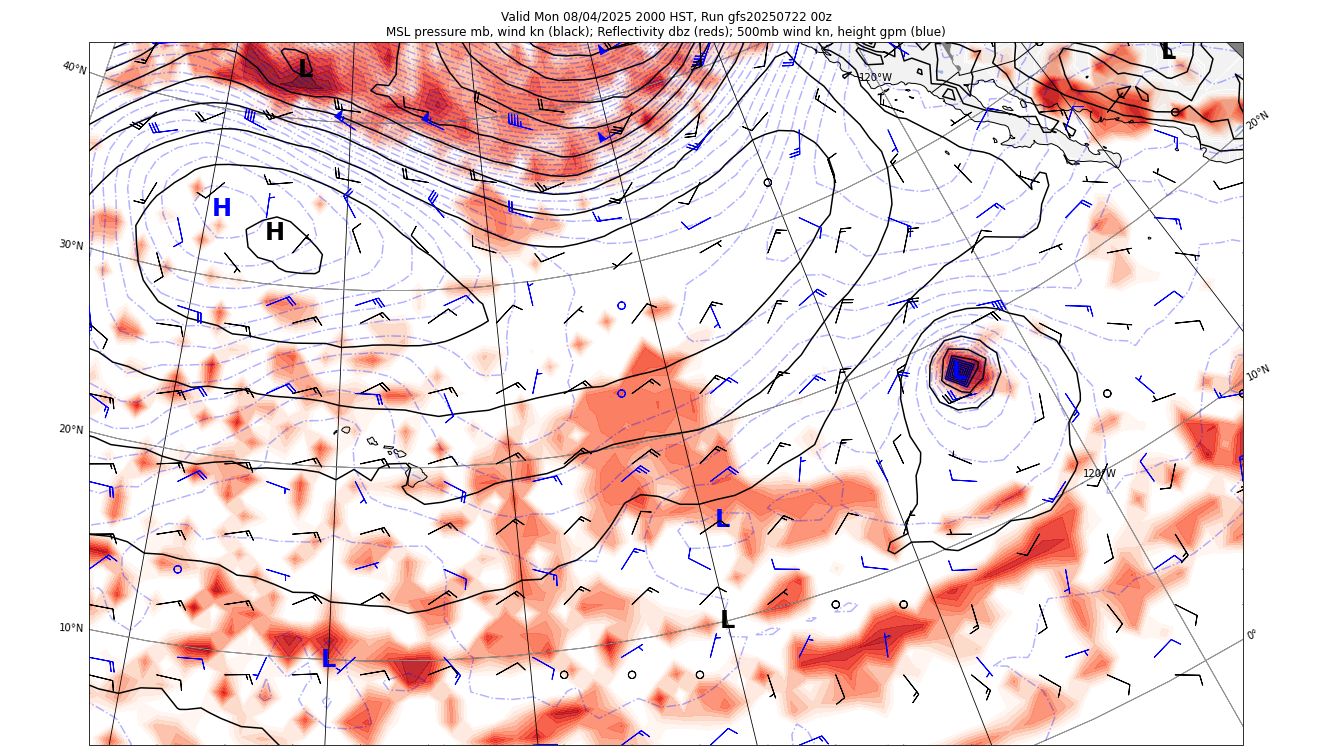 Valid Mon 08/04/2025 2000 HST, Run gfs20250722 00z
MSL pressure mb, wind kn (black); Reflectivity dbz (reds); 500mb wind kn, height gpm (blue)
L
L
40°N
120°W
20°N
H
H
30°N
L
10°N
20°N
120°W
L
L
10°N
0°
L